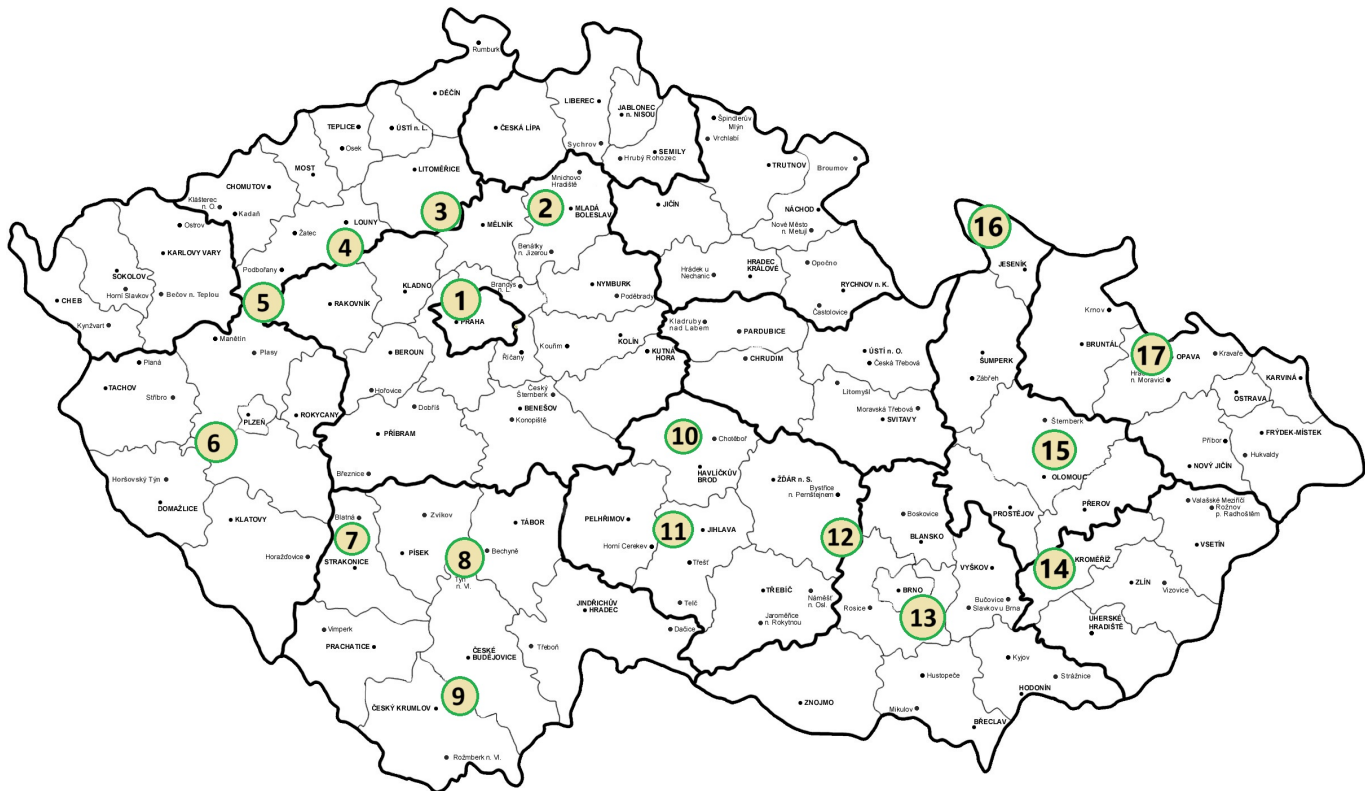 Rumburk
DĚČÍN
LIBEREC
JABLONEC
n. NISOU
Špindlerův
Mlýn
TEPLICE
ÚSTÍ n. L.
ČESKÁ LÍPA
Vrchlabí
Osek
Sychrov
SEMILY
Hrubý Rohozec
TRUTNOV
Broumov
MOST
LITOMĚŘICE
Mnichovo
Hradiště
CHOMUTOV
Klášterec
n. O.
Kadaň
3
2
MLADÁ
BOLESLAV
JIČÍN
NÁCHOD
Nové Město
n. Metují
16
Ostrov
LOUNY
Žatec
4
MĚLNÍK
KARLOVY VARY
Benátky
n. Jizerou
Hrádek u
Nechanic
HRADEC
KRÁLOVÉ
Opočno
JESENÍK
SOKOLOV
Horní Slavkov
Podbořany
CHEB
Bečov n. Teplou
5
RAKOVNÍK
KLADNO
1
Brandýs
n. L.
NYMBURK
Poděbrady
RYCHNOV n. K.
Častolovice
Krnov
Kynžvart
PRAHA
Kladruby
nad Labem
PARDUBICE
BRUNTÁL
17
OPAVA
Kravaře
Manětín
Plasy
BEROUN
Říčany
Kouřim
KOLÍN
KUTNÁ
HORA
CHRUDIM
ÚSTÍ n. O.
Česká Třebová
ŠUMPERK
Zábřeh
Hrad
n. Moravicí
KARVINÁ
Planá
TACHOV
Stříbro
Hořovice
Český
Šternberk
Litomyšl
OSTRAVA
PLZEŇ
ROKYCANY
Dobříš
BENEŠOV
Konopiště
Moravská Třebová
SVITAVY
Šternberk
6
PŘÍBRAM
10
Chotěboř
15
Příbor
FRÝDEK-MÍSTEK
Hukvaldy
Horšovský Týn
Březnice
HAVLÍČKŮV
BROD
ŽĎÁR n. S.
Bystřice
n. Pernštejnem
OLOMOUC
NOVÝ JIČÍN
DOMAŽLICE
KLATOVY
Blatná
7
Zvíkov
TÁBOR
PELHŘIMOV
11
JIHLAVA
12
Boskovice
PROSTĚJOV
PŘEROV
Valašské Meziříčí
Rožnov
p. Radhoštěm
Horažďovice
STRAKONICE
PÍSEK
8
Bechyně
Horní Cerekev
BLANSKO
VSETÍN
Týn
n. Vl.
Třešť
VYŠKOV
14
KROMĚŘÍŽ
ZLÍN
Vizovice
JINDŘICHŮV
HRADEC
Telč
TŘEBÍČ
Náměšť
n. Osl.
BRNO
Rosice
13
Bučovice
Slavkov u Brna
Vimperk
PRACHATICE
Dačice
Jaroměřice
n. Rokytnou
UHERSKÉ
HRADIŠTĚ
ČESKÉ
BUDĚJOVICE
Třeboň
Kyjov
Hustopeče
Strážnice
9
ČESKÝ KRUMLOV
ZNOJMO
Mikulov
HODONÍN
BŘECLAV
Rožmberk n. Vl.